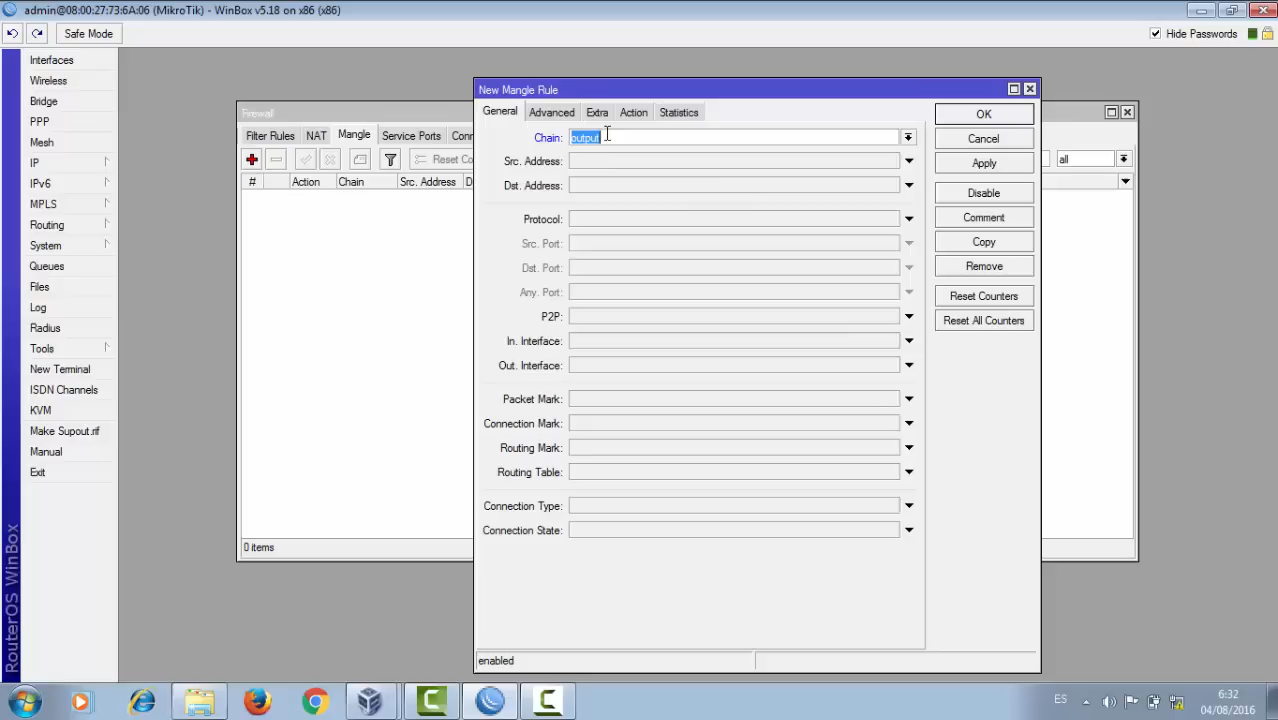 admin@08:00:27:73:6A:06 (MikroTik) - WinBox v5.18 on x86 (x86)
Safe Mode
Hide Passwords
Interfaces
Wireless
Bridge
PPP
Mesh
IP
IPv6
MPLS
Routing
System
Queues
Files
Log
Radius
Tools
New Terminal
ISDN Channels
KVM
Make Supout.rif
Manual
Exit
RouterOS WinBox
Firewall
Filter Rules NAT Mangle Service Ports Conn
Reset Co
all
# Action Chain Src. Address D
0 items
New Mangle Rule
General Advanced Extra Action Statistics
Chain: output
Src. Address:
Dst. Address:
Protocol:
Src. Port:
Dst. Port:
Any. Port:
P2P:
In. Interface:
Out. Interface:
Packet Mark:
Connection Mark:
Routing Mark:
Routing Table:
Connection Type:
Connection State:
OK
Cancel
Apply
Disable
Comment
Copy
Remove
Reset Counters
Reset All Counters
enabled
ES
6:32
04/08/2016